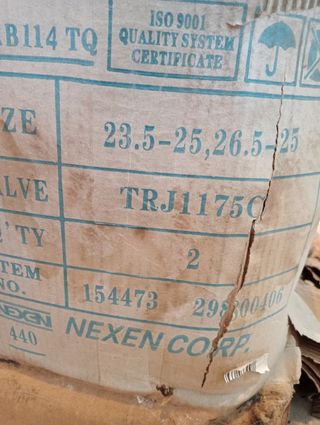 ISO 9001
B114 TQ QUALITY SYSTEM
CERTIFICATE
ZE 23.5-25,26.5-25
ALVE TRJ1175C
'TY 2
TEM
NO. 154473
NEXEN NEXEN CORP.
440